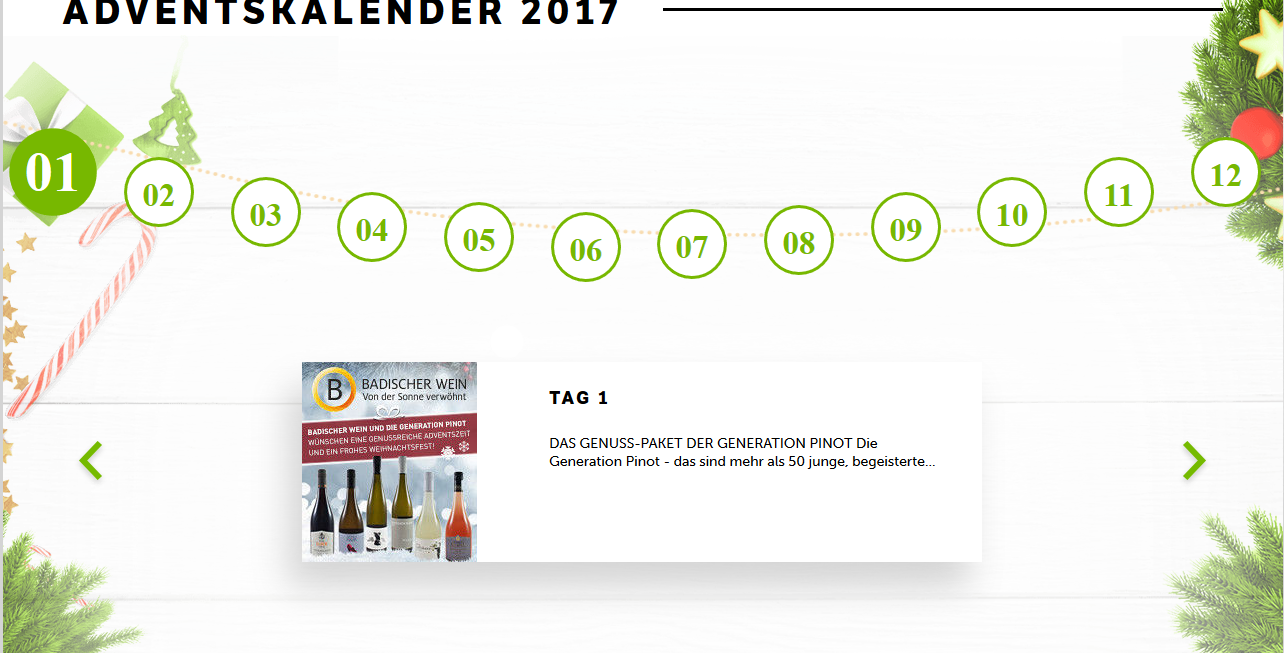 ADVENTSKALENDER 2017
01
02
03
04
05
06
07
08
09
10
11
12
B
BADISCHER WEIN
Von der Sonne verwöhnt
BADISCHER WEIN UND DIE GENERATION PINOT
WÜNSCHEN EINE GENUSSREICHE ADVENTSZEIT
UND EIN FROHES WEIHNACHTSFEST!
TAG 1
DAS GENUSS-PAKET DER GENERATION PINOT Die
Generation Pinot - das sind mehr als 50 junge, begeisterte...